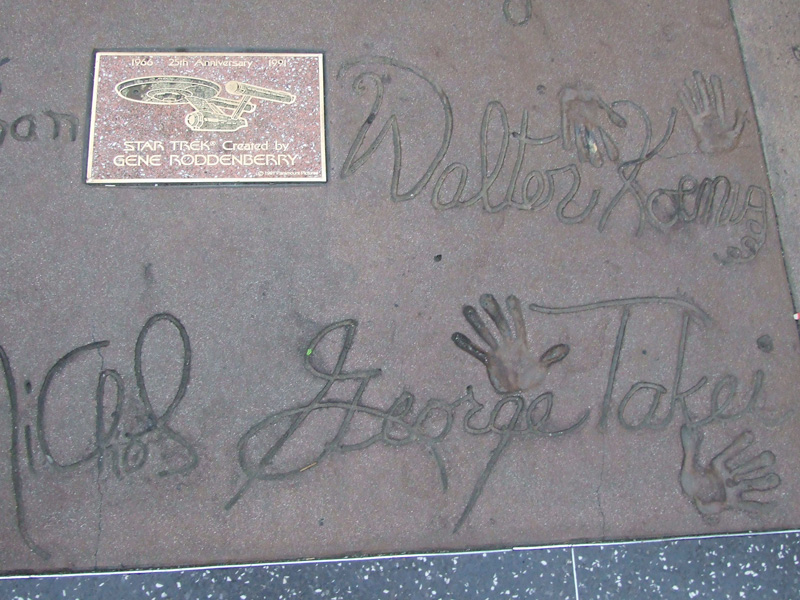 1966 25th Anniversary 1991
STAR TREK® Created by
GENE RODDENBERRY
Walter Koenig
Nichols
George Takei